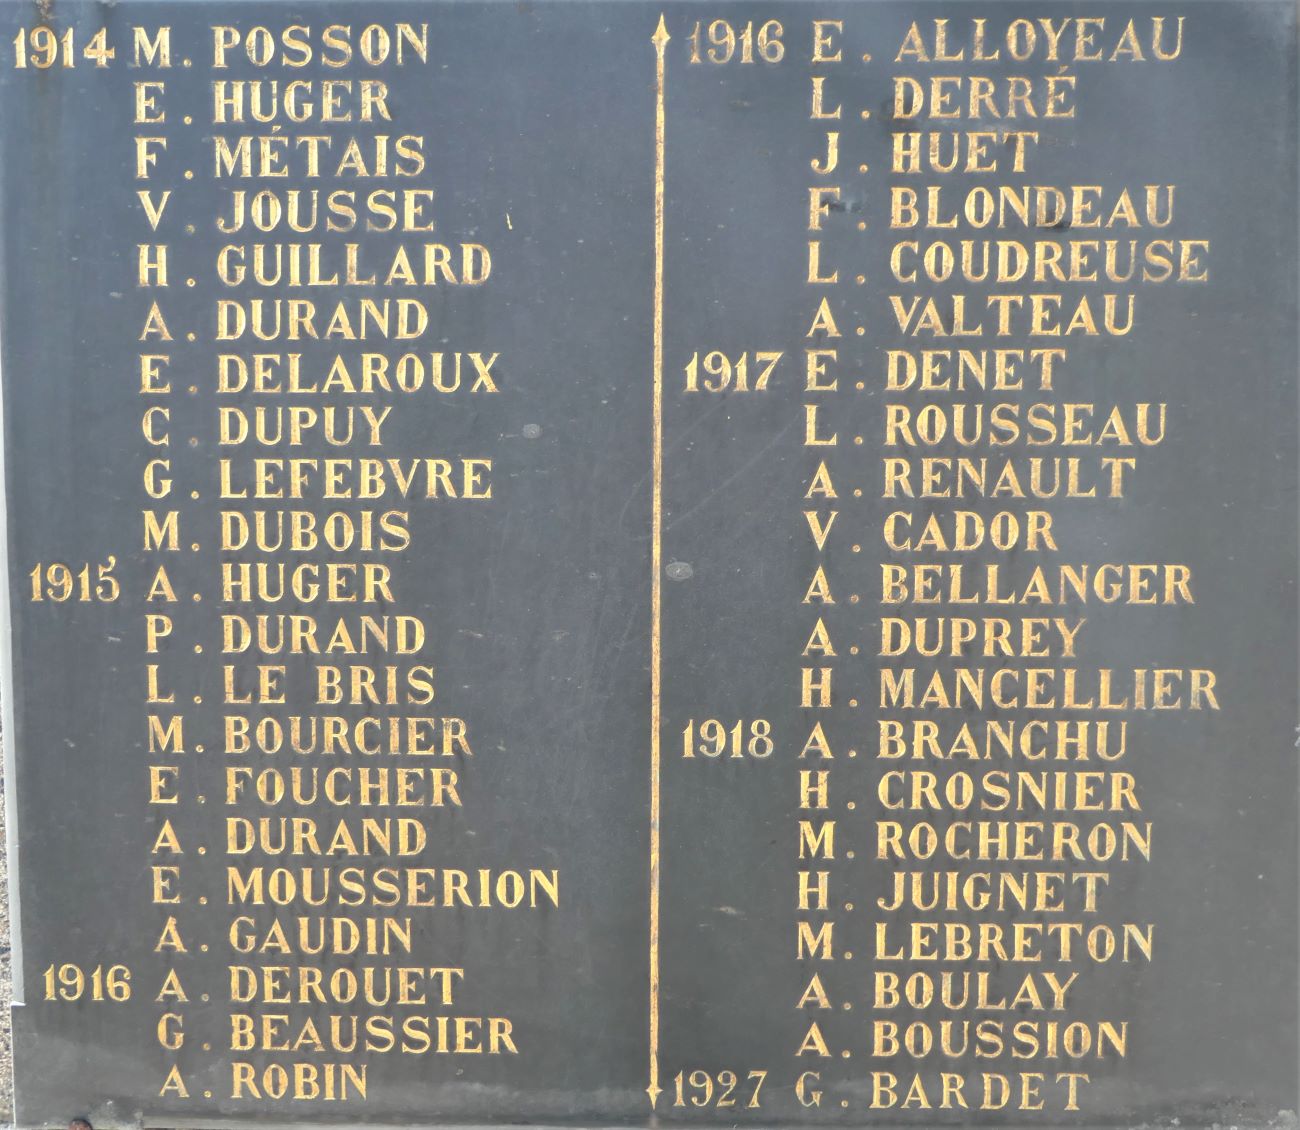 1914 M. POSSON
E. HUGER
F. MÉTAIS
V. JOUSSE
H. GUILLARD
A. DURAND
E. DELAROUX
C. DUPUY
G. LEFEBVRE
M. DUBOIS
1915 A. HUGER
P. DURAND
L. LE BRIS
M. BOURCIER
E. FOUCHER
A. DURAND
E. MOUSSERION
A. GAUDIN
1916 A. DEROUET
G. BEAUSSIER
A. ROBIN
1916 E. ALLOYEAU
L. DERRÉ
J. HUET
F. BLONDEAU
L. COUDREUSE
A. VALTEAU
1917 E. DENET
L. ROUSSEAU
A. RENAULT
V. CADOR
A. BELLANGER
A. DUPREY
H. MANCELLIER
1918 A. BRANCHU
H. CROSNIER
M. ROCHERON
H. JUIGNET
M. LEBRETON
A. BOULAY
A. BOUSSION
1927 G. BARDET